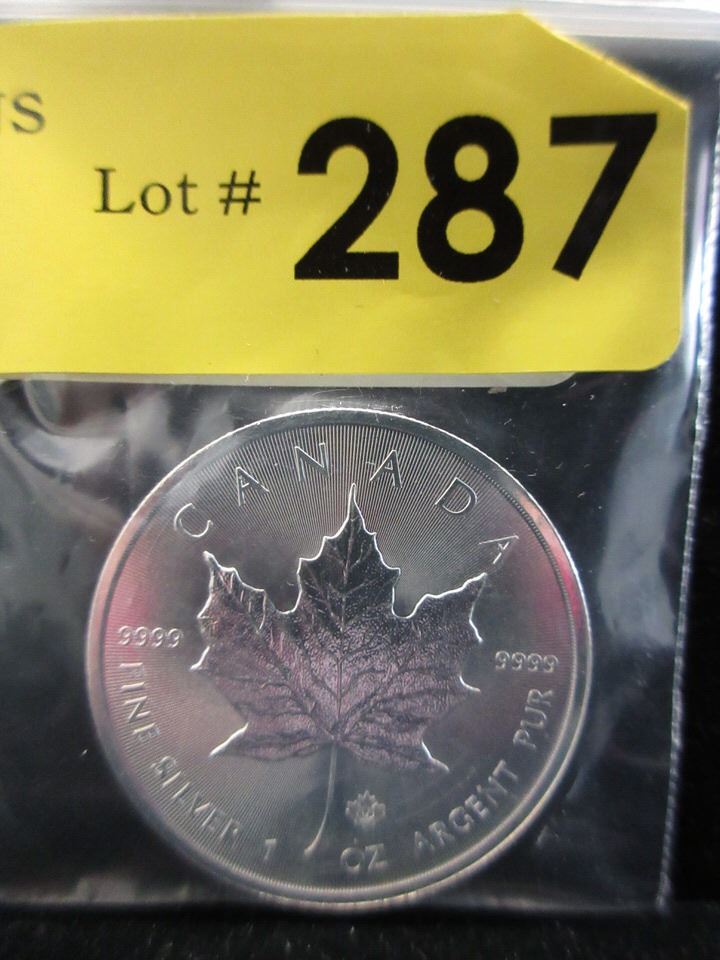 Lot # 287
CANADA
9999 9999
FINE SILVER 1 OZ ARGENT PUR